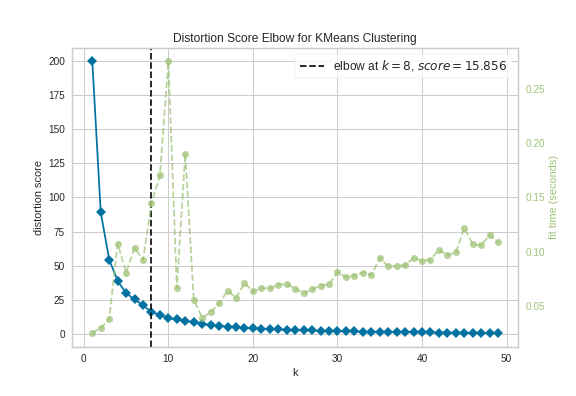 Distortion Score Elbow for KMeans Clustering
elbow at k = 8, score = 15.856
distortion score
200
175
150
125
100
75
50
25
0
0.25
0.20
0.15
0.10
0.05
fit time (seconds)
0 10 20 30 40 50
k